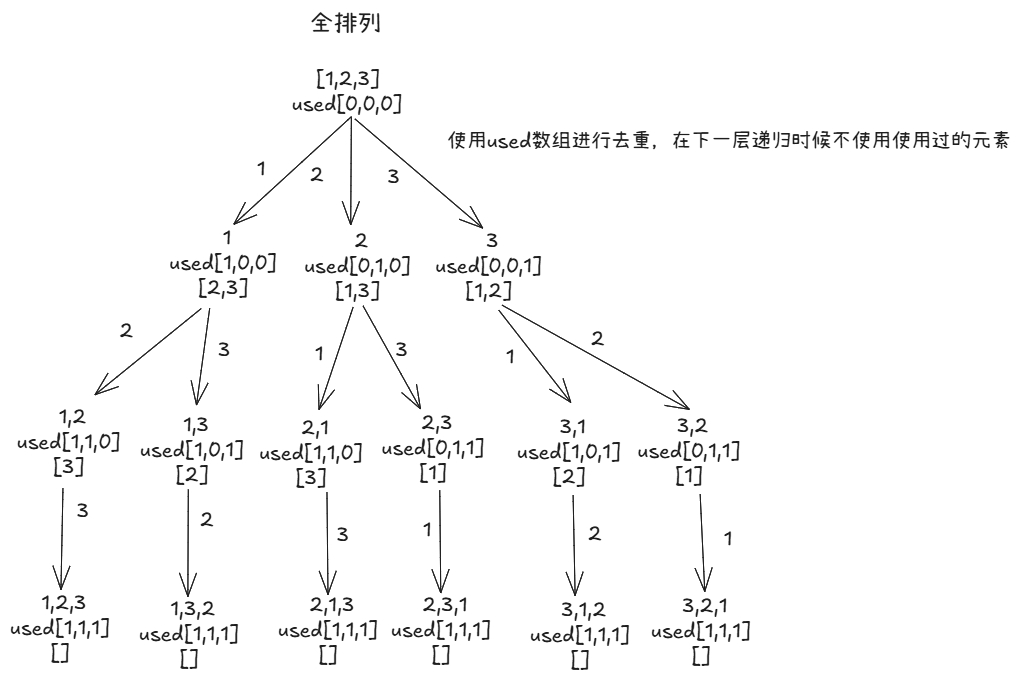 全排列
[1,2,3]
used[0,0,0]
使用used数组进行去重，在下一层递归时候不使用使用过的元素
1
2
3
1
used[1,0,0]
[2,3]
2
used[0,1,0]
[1,3]
3
used[0,0,1]
[1,2]
2
3
1
3
1
2
1,2
used[1,1,0]
[3]
1,3
used[1,0,1]
[2]
2,1
used[1,1,0]
[3]
2,3
used[0,1,1]
[1]
3,1
used[1,0,1]
[2]
3,2
used[0,1,1]
[1]
3
2
3
1
2
1
1,2,3
used[1,1,1]
[]
1,3,2
used[1,1,1]
[]
2,1,3
used[1,1,1]
[]
2,3,1
used[1,1,1]
[]
3,1,2
used[1,1,1]
[]
3,2,1
used[1,1,1]
[]